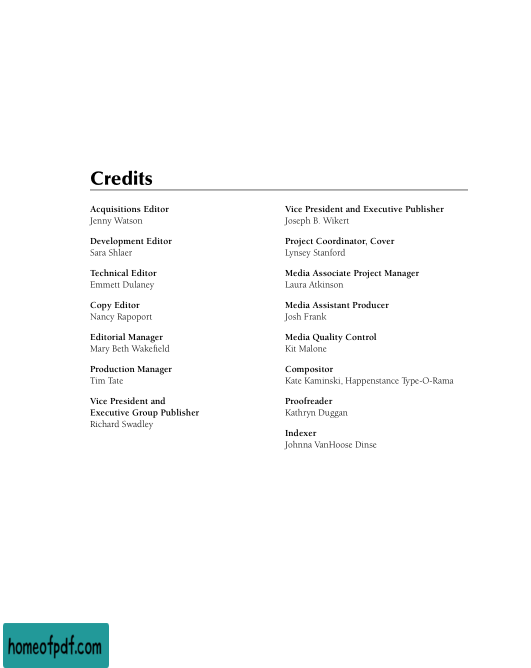 Credits
Acquisitions Editor
Jenny Watson
Development Editor
Sara Shlaer
Technical Editor
Emmett Dulaney
Copy Editor
Nancy Rapoport
Editorial Manager
Mary Beth Wakefield
Production Manager
Tim Tate
Vice President and
Executive Group Publisher
Richard Swadley
Vice President and Executive Publisher
Joseph B. Wikert
Project Coordinator, Cover
Lynsey Stanford
Media Associate Project Manager
Laura Atkinson
Media Assistant Producer
Josh Frank
Media Quality Control
Kit Malone
Compositor
Kate Kaminski, Happenstance Type-O-Rama
Proofreader
Kathryn Duggan
Indexer
Johnna VanHoose Dinse
homeofpdf.com